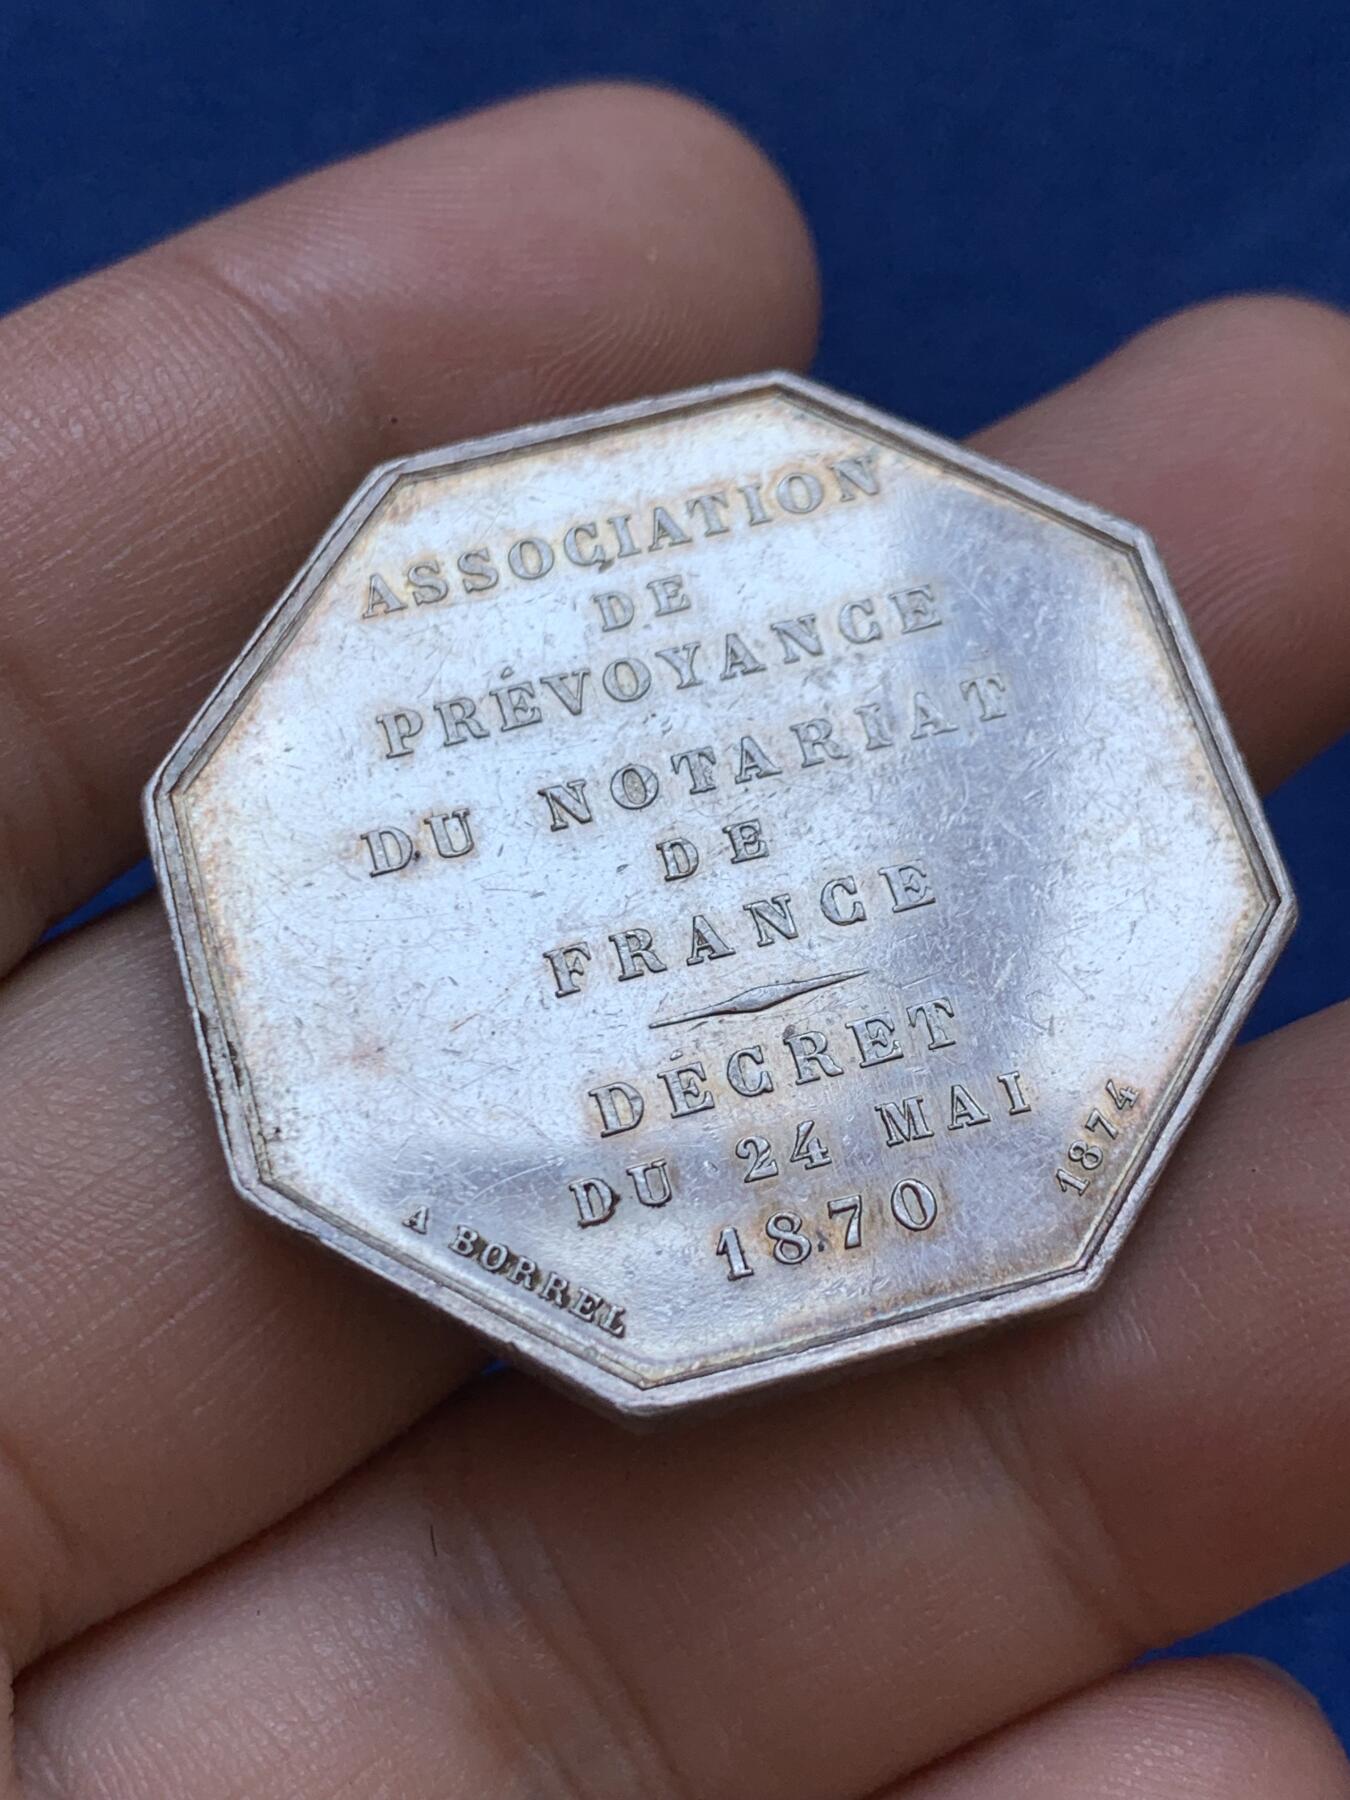 ASSOCIATION
DE
PRÉVOYANCE
DU NOTARIAT
DE
FRANCE
DÉCRET
DU 24 MAI
1870
A BORREL
1874